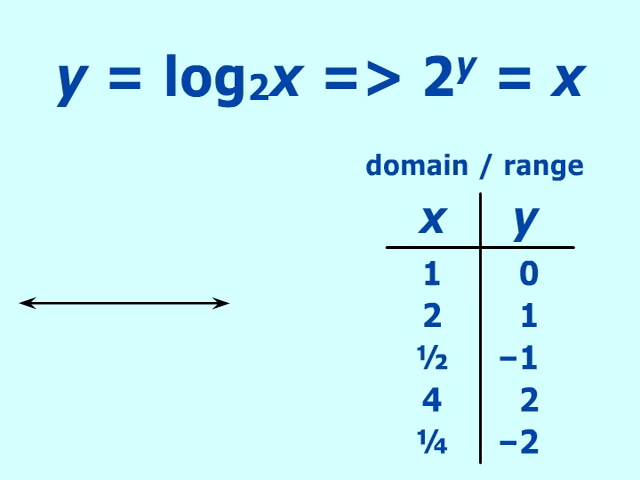 y = log₂x => 2ʸ = x
domain / range
x y
1 0
2 1
½ –1
4 2
¼ –2